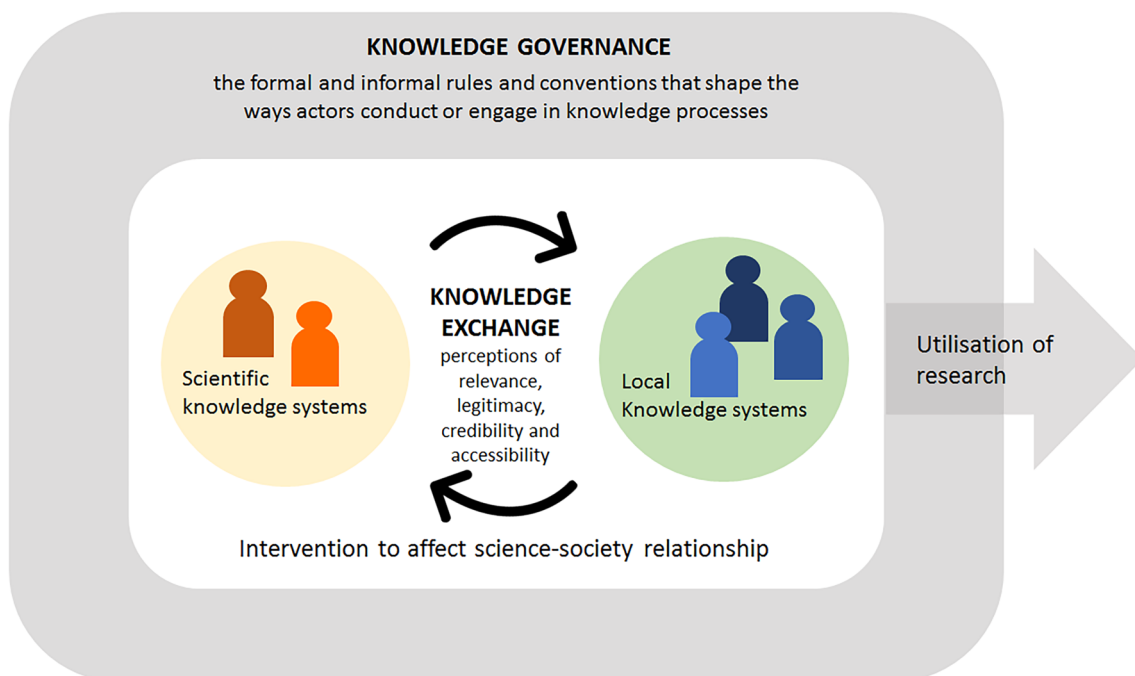 KNOWLEDGE GOVERNANCE
the formal and informal rules and conventions that shape the
ways actors conduct or engage in knowledge processes
KNOWLEDGE
EXCHANGE
perceptions of
relevance,
legitimacy,
credibility and
accessibility
Scientific
knowledge systems
Local
Knowledge systems
Utilisation of
research
Intervention to affect science-society relationship